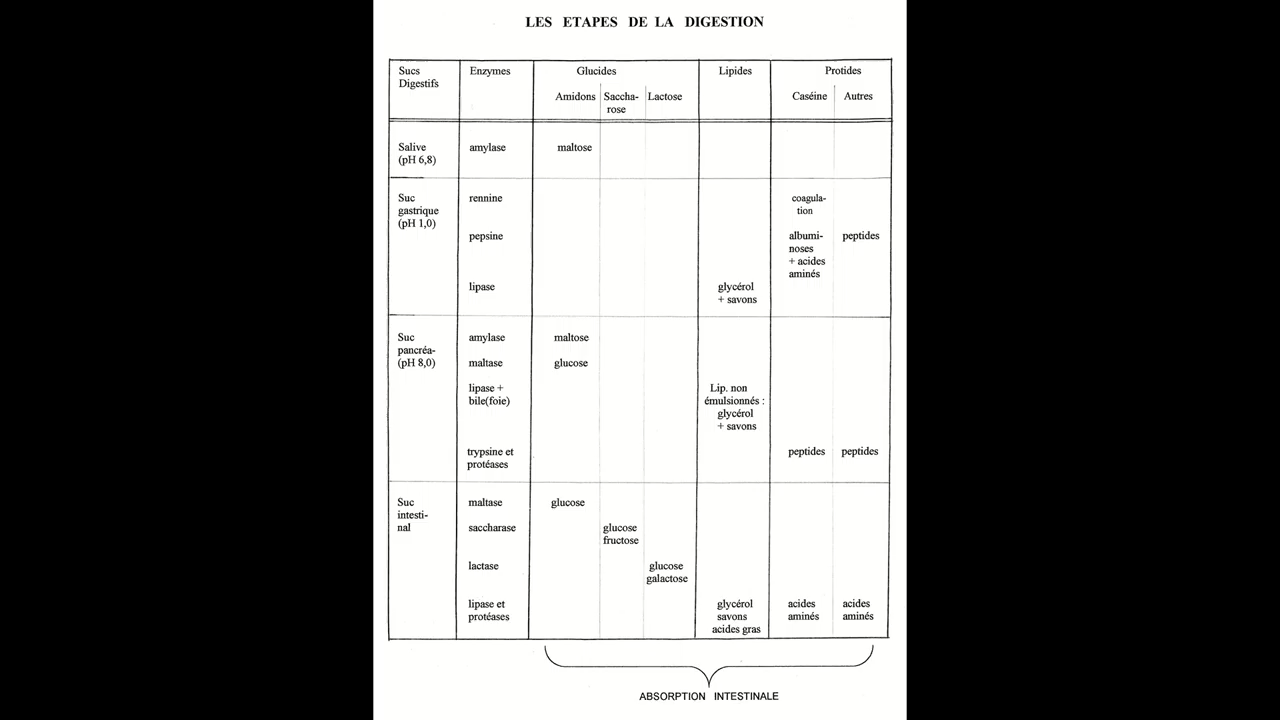 LES ETAPES DE LA DIGESTION
Sucs Enzymes Glucides Lipides Protides
Digestifs
Amidons Saccha- Lactose Caséine Autres
rose
Salive amylase maltose
(pH 6,8)
Suc rennine coagula-
gastrique tion
(pH 1,0)
pepsine albumi- peptides
noses
+ acides
aminés
lipase glycérol
+ savons
Suc amylase maltose
pancréa-
(pH 8,0) maltase glucose
lipase + Lip. non
bile(foie) émulsionnés :
glycérol
+ savons
trypsine et peptides peptides
protéases
Suc maltase glucose
intesti-
nal saccharase glucose
fructose
lactase glucose
galactose
lipase et glycérol acides acides
protéases savons aminés aminés
acides gras
ABSORPTION INTESTINALE